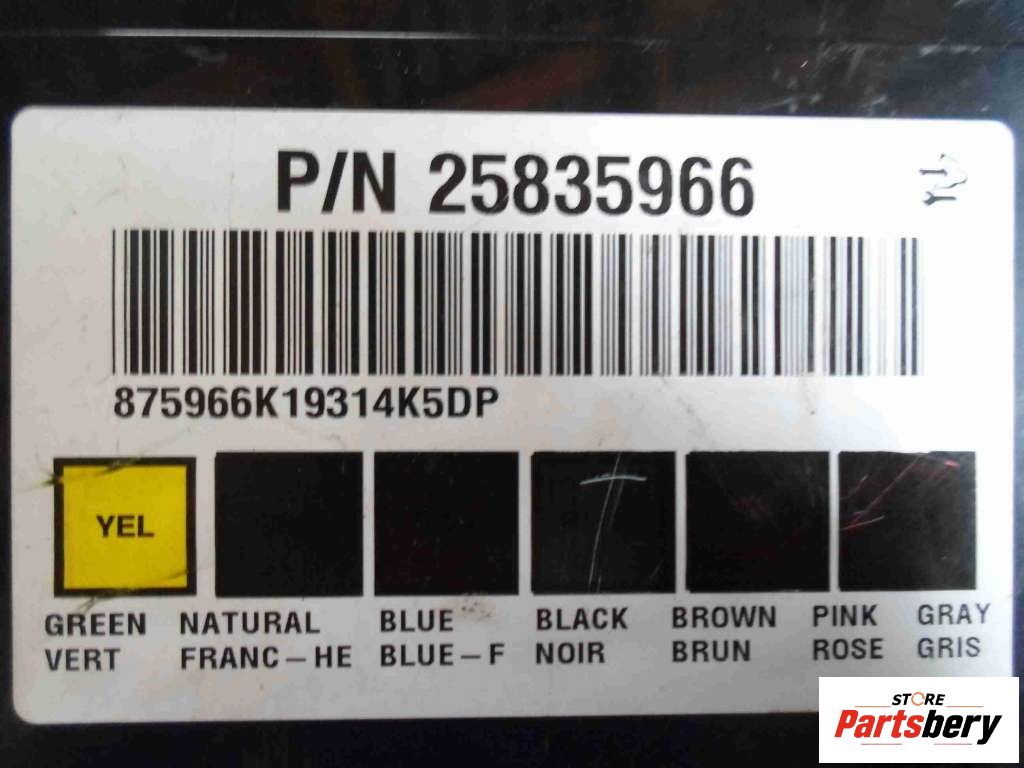 P/N 25835966
875966K19314K5DP
YEL
GREEN NATURAL BLUE BLACK BROWN PINK GRAY
VERT FRANC-HE BLUE-F NOIR BRUN ROSE GRIS
STORE
Partsbery